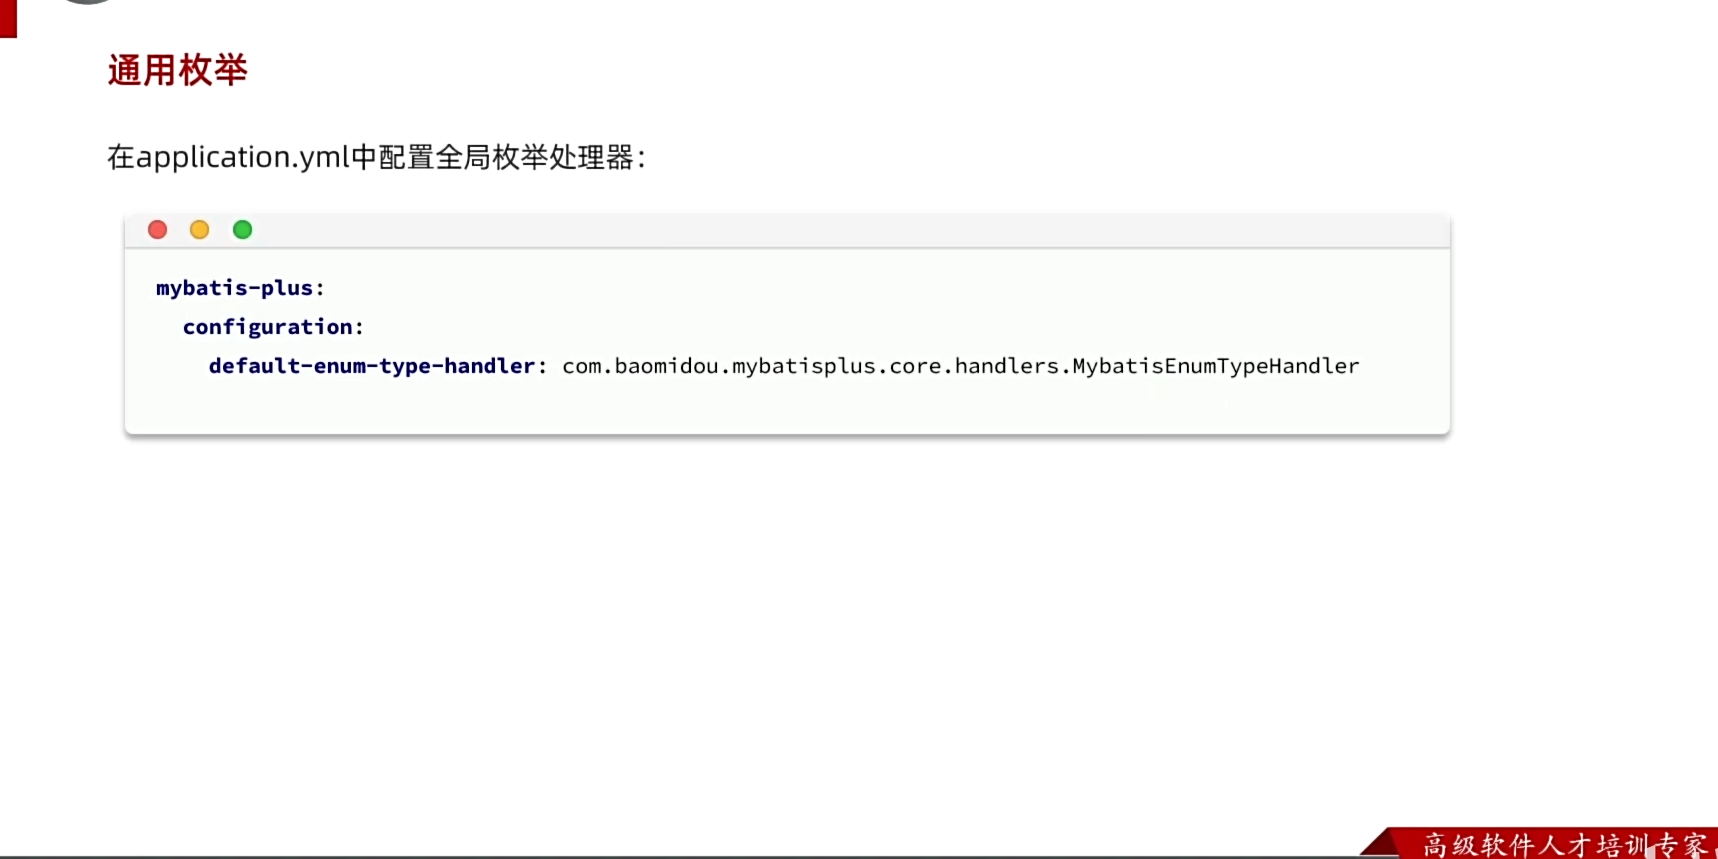 通用枚举
在application.yml中配置全局枚举处理器：
mybatis-plus:
  configuration:
    default-enum-type-handler: com.baomidou.mybatisplus.core.handlers.MybatisEnumTypeHandler
高级软件人才培训专家